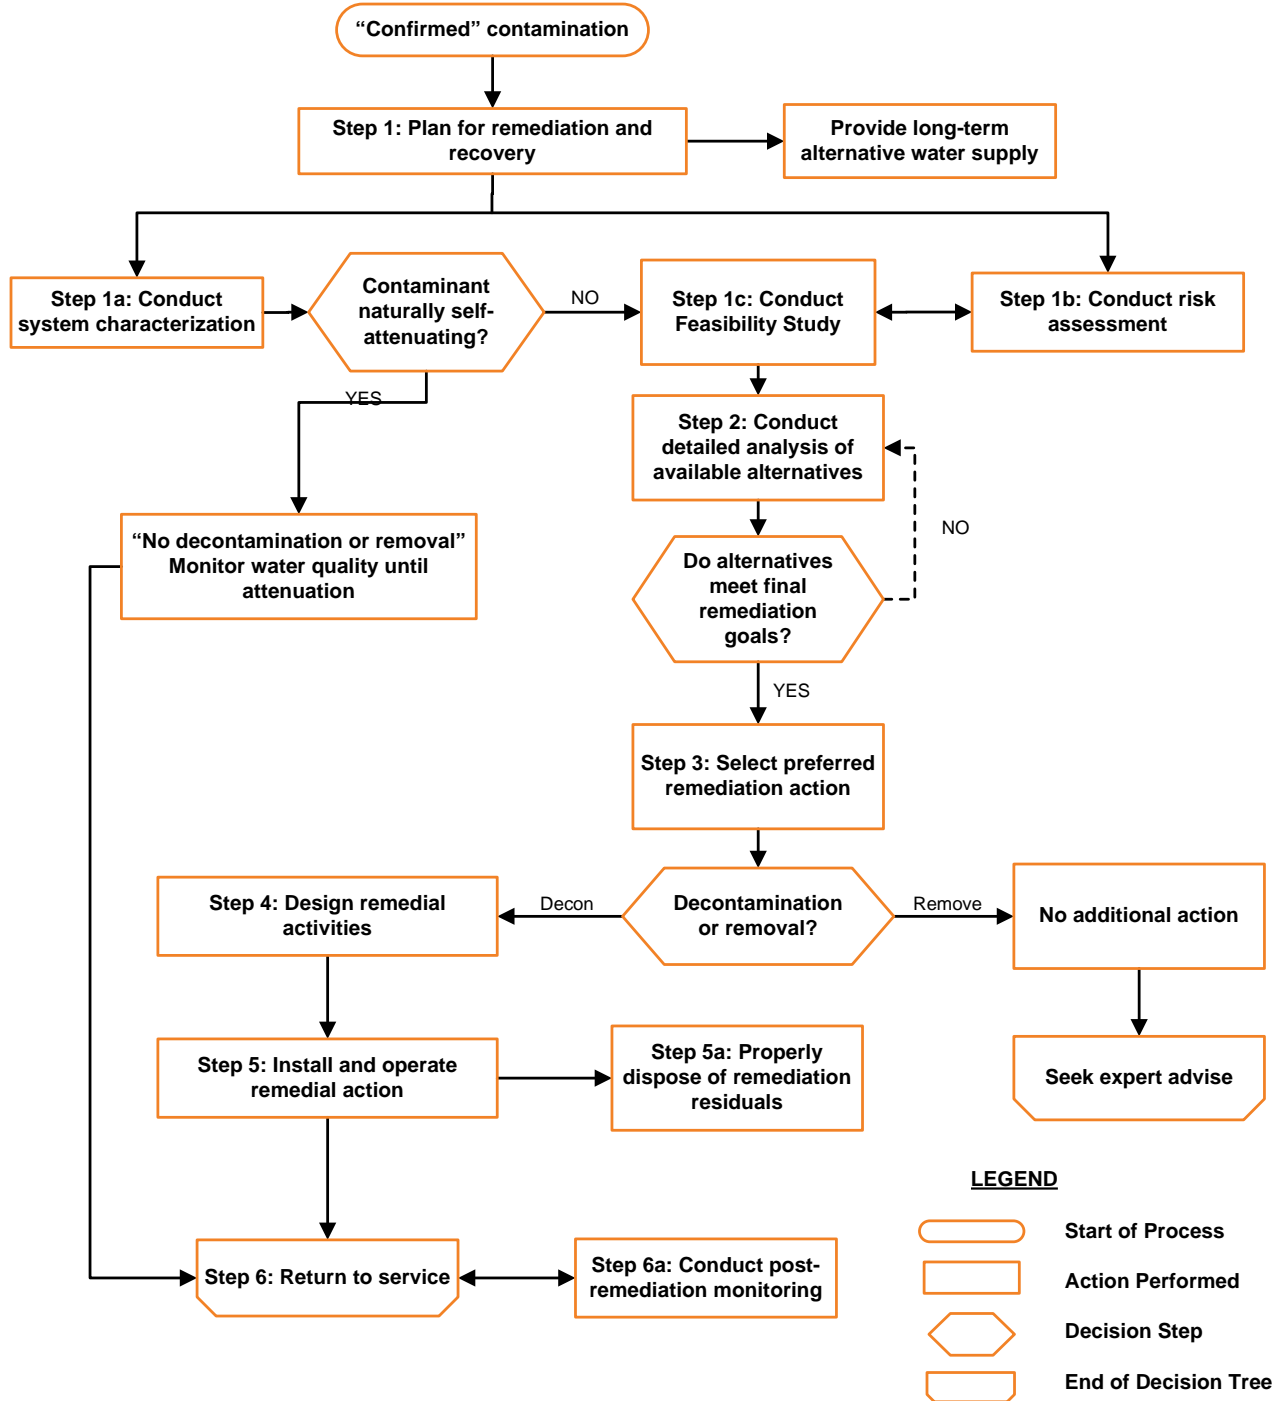 “Confirmed” contamination
Step 1: Plan for remediation and
recovery
Provide long-term
alternative water supply
Step 1a: Conduct
system characterization
Contaminant
naturally self-
attenuating?
NO
Step 1c: Conduct
Feasibility Study
Step 1b: Conduct risk
assessment
YES
Step 2: Conduct
detailed analysis of
available alternatives
NO
“No decontamination or removal”
Monitor water quality until
attenuation
Do alternatives
meet final
remediation
goals?
YES
Step 3: Select preferred
remediation action
Step 4: Design remedial
activities
Decon
Decontamination
or removal?
Remove
No additional action
Step 5: Install and operate
remedial action
Step 5a: Properly
dispose of remediation
residuals
Seek expert advise
Step 6: Return to service
Step 6a: Conduct post-
remediation monitoring
LEGEND
Start of Process
Action Performed
Decision Step
End of Decision Tree